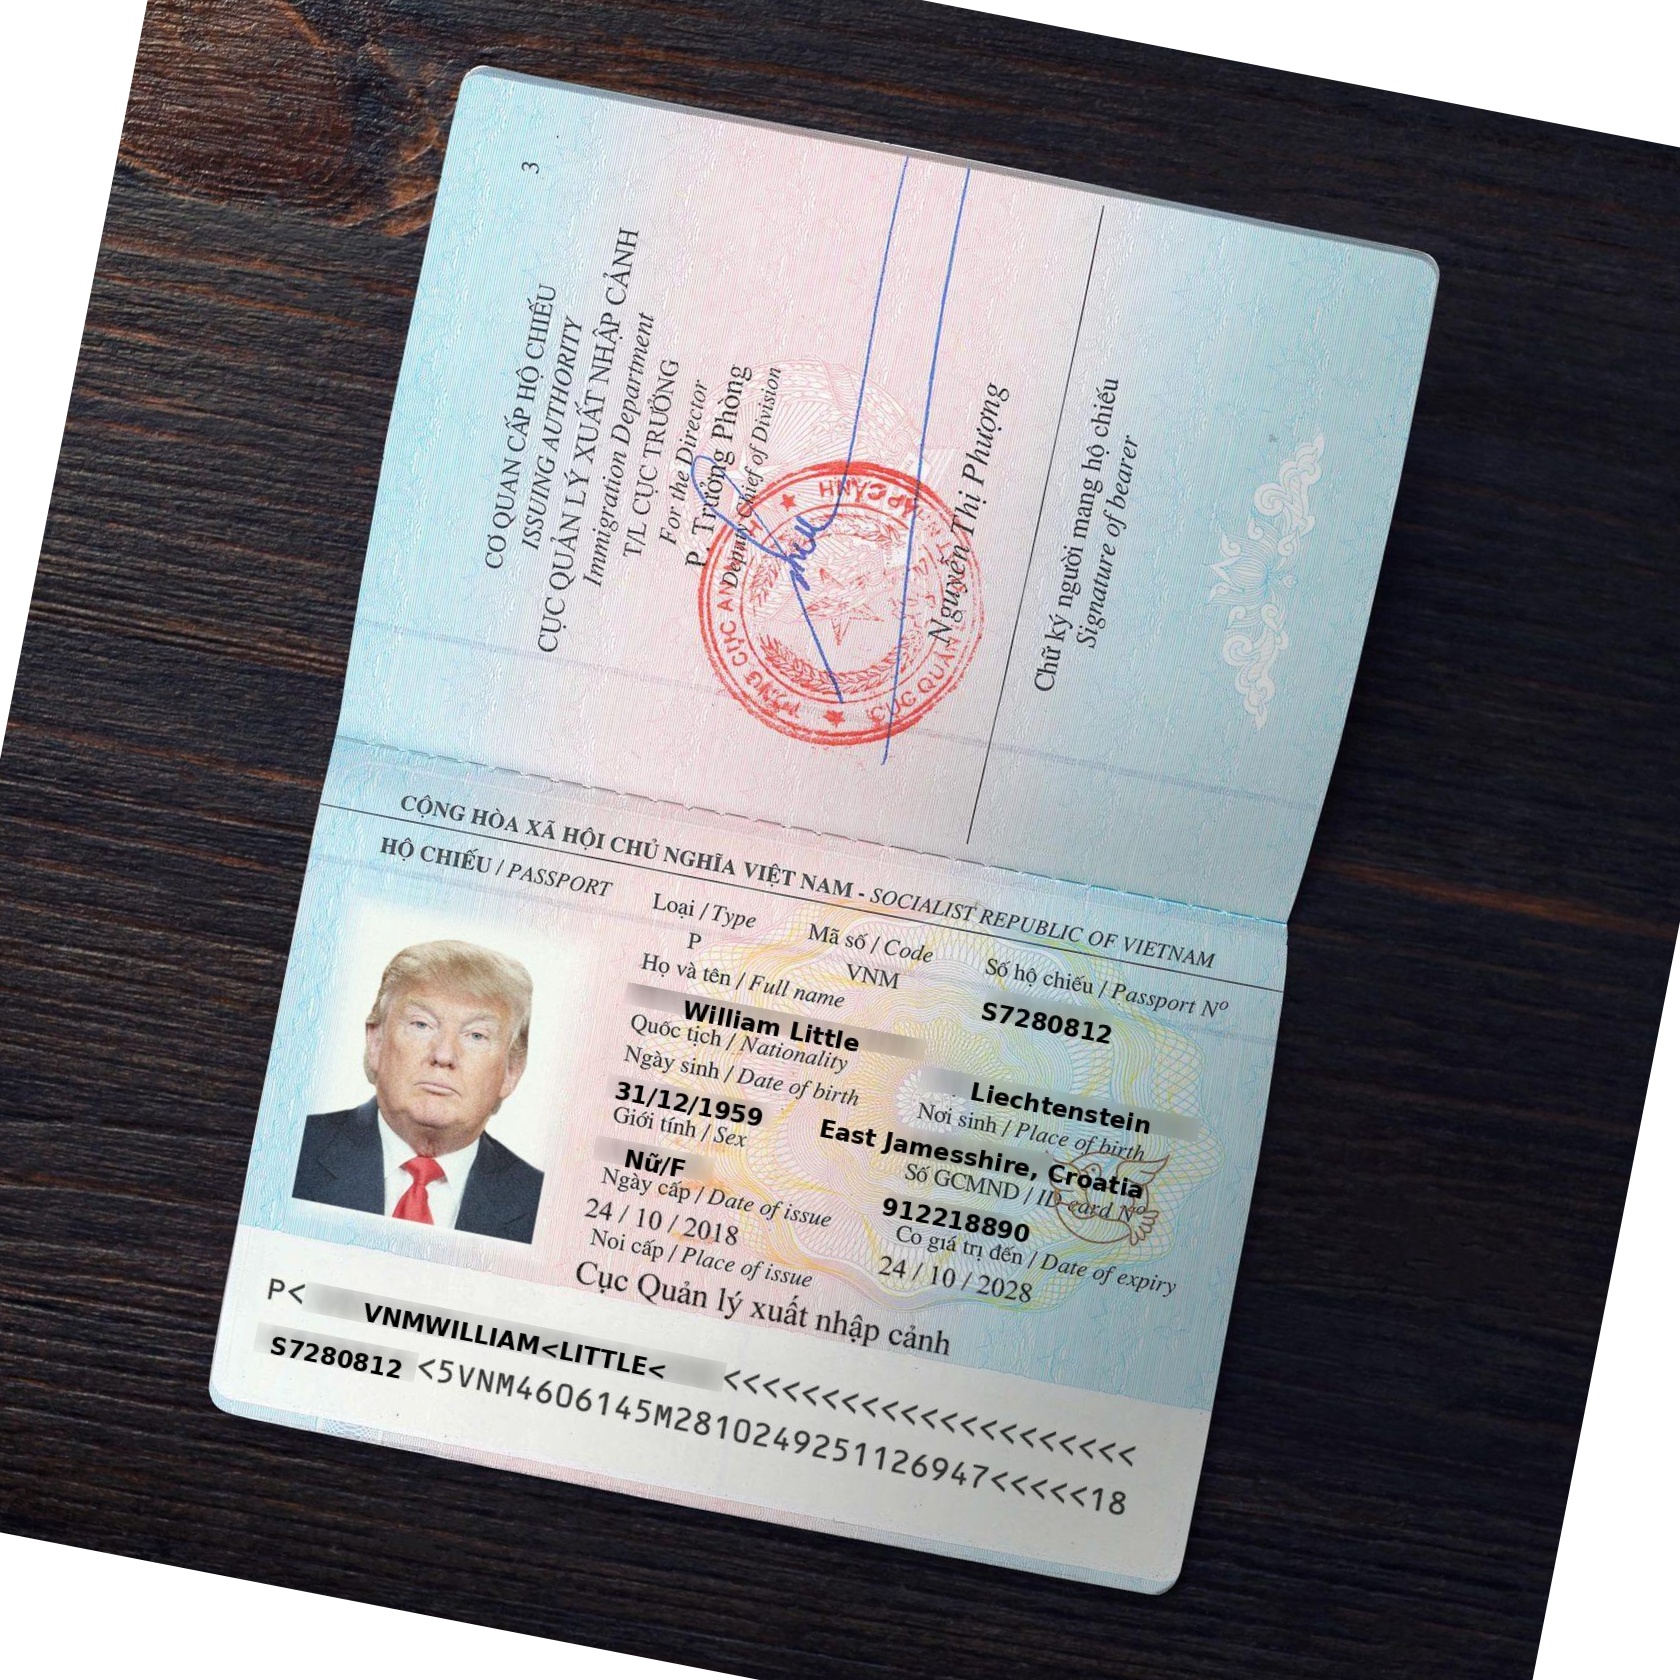 3
CƠ QUAN CẤP HỘ CHIẾU
ISSUING AUTHORITY
CỤC QUẢN LÝ XUẤT NHẬP CẢNH
Immigration Department
T/L CỤC TRƯỞNG
For the Director
P. Trưởng Phòng
Deputy Chief of Division
Nguyễn Thị Phượng
Chữ ký người mang hộ chiếu
Signature of bearer
CỘNG HÒA XÃ HỘI CHỦ NGHĨA VIỆT NAM - SOCIALIST REPUBLIC OF VIETNAM
HỘ CHIẾU / PASSPORT
Loại / Type
Mã số / Code
Số hộ chiếu / Passport Nº
P
VNM
S7280812
Họ và tên / Full name
William Little
Quốc tịch / Nationality
Liechtenstein
Ngày sinh / Date of birth
Nơi sinh / Place of birth
31/12/1959
East Jamesshire, Croatia
Giới tính / Sex
Số GCMND / ID card Nº
Nữ/F
912218890
Ngày cấp / Date of issue
Có giá trị đến / Date of expiry
24 / 10 / 2018
24 / 10 / 2028
Noi cấp / Place of issue
Cục Quản lý xuất nhập cảnh
P< VNMWILLIAM<LITTLE< <<<<<<<<<<<<<<<<<<<<<
S7280812 <5VNM4606145M2810249251126947<<<<<18